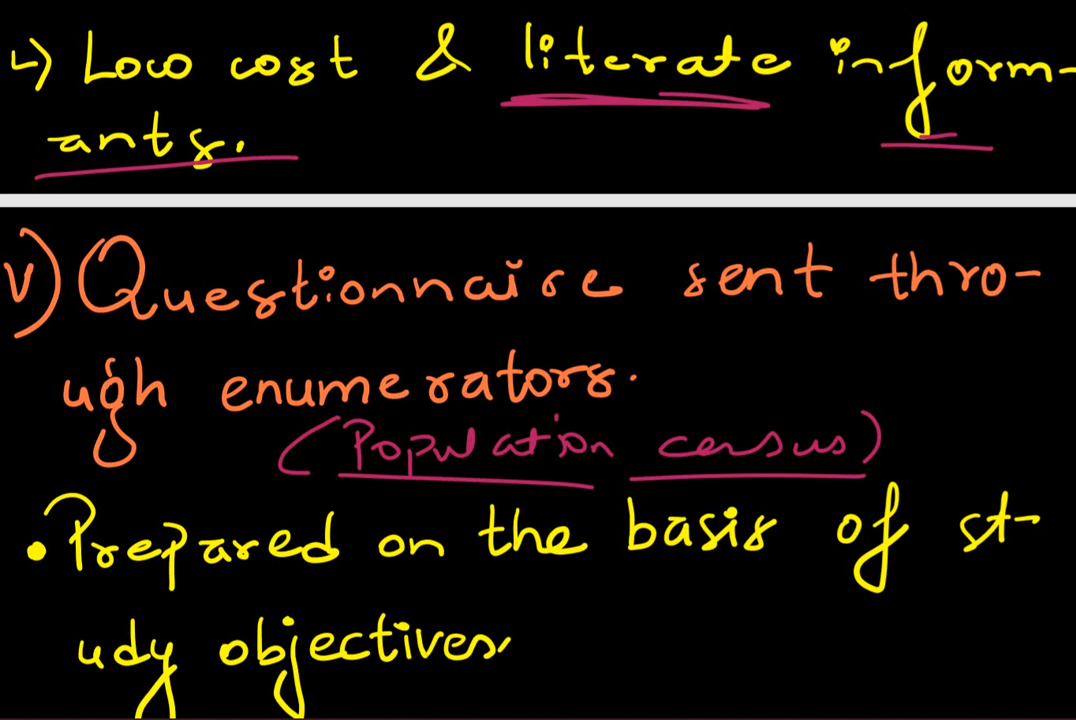 ↳ Low cost & literate inform-
ants.
V) Questionnaire sent thro-
ugh enumerators.
(Population census)
• Prepared on the basis of st-
udy objectives.